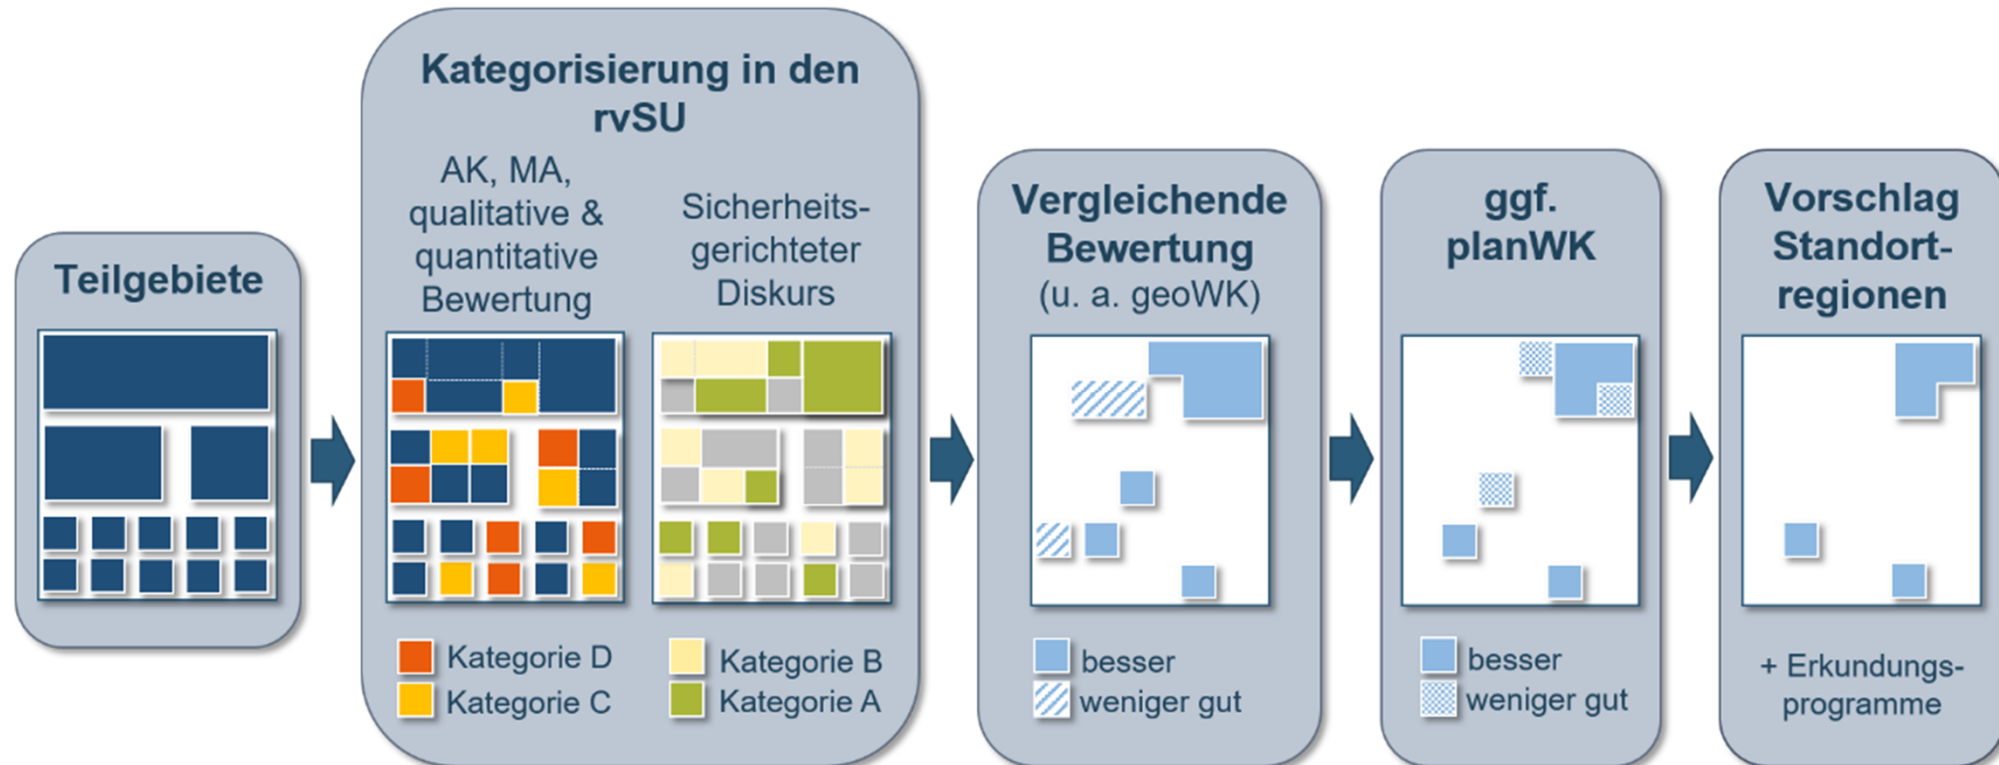 Teilgebiete
Kategorisierung in den
rvSU
AK, MA,
qualitative &
quantitative
Bewertung
Sicherheits-
gerichteter
Diskurs
Kategorie D
Kategorie C
Kategorie B
Kategorie A
Vergleichende
Bewertung
(u. a. geoWK)
besser
weniger gut
ggf.
planWK
besser
weniger gut
Vorschlag
Standort-
regionen
+ Erkundungs-
programme